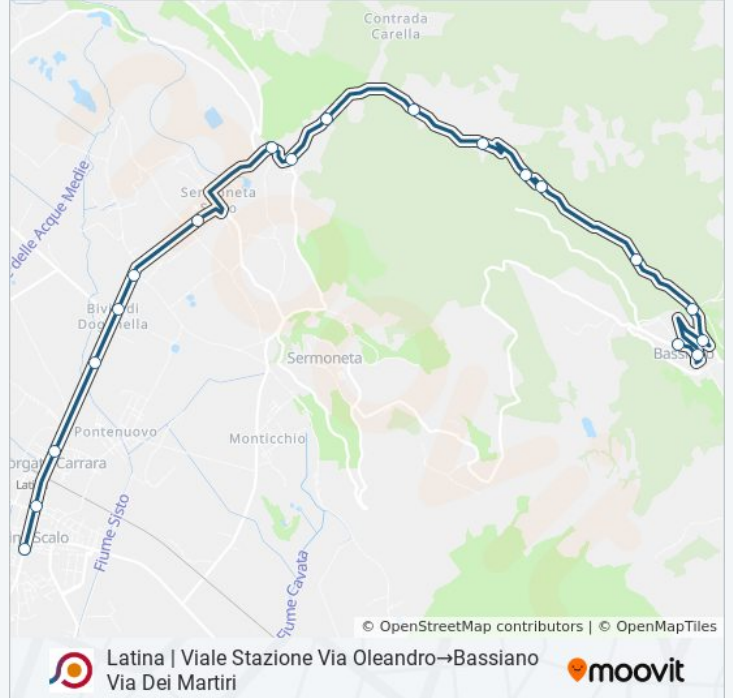 Contrada
Carella
delle Acque Medie
Sermoneta
Bivio di
Doganella
Sermoneta
Bassiano
Pontenuovo
Monticchio
Borgata Carrara
Scalo
Fiume Sisto
Fiume Cavata
© OpenStreetMap contributors | © OpenMapTiles
Latina | Viale Stazione Via Oleandro→Bassiano
Via Dei Martiri
moovit